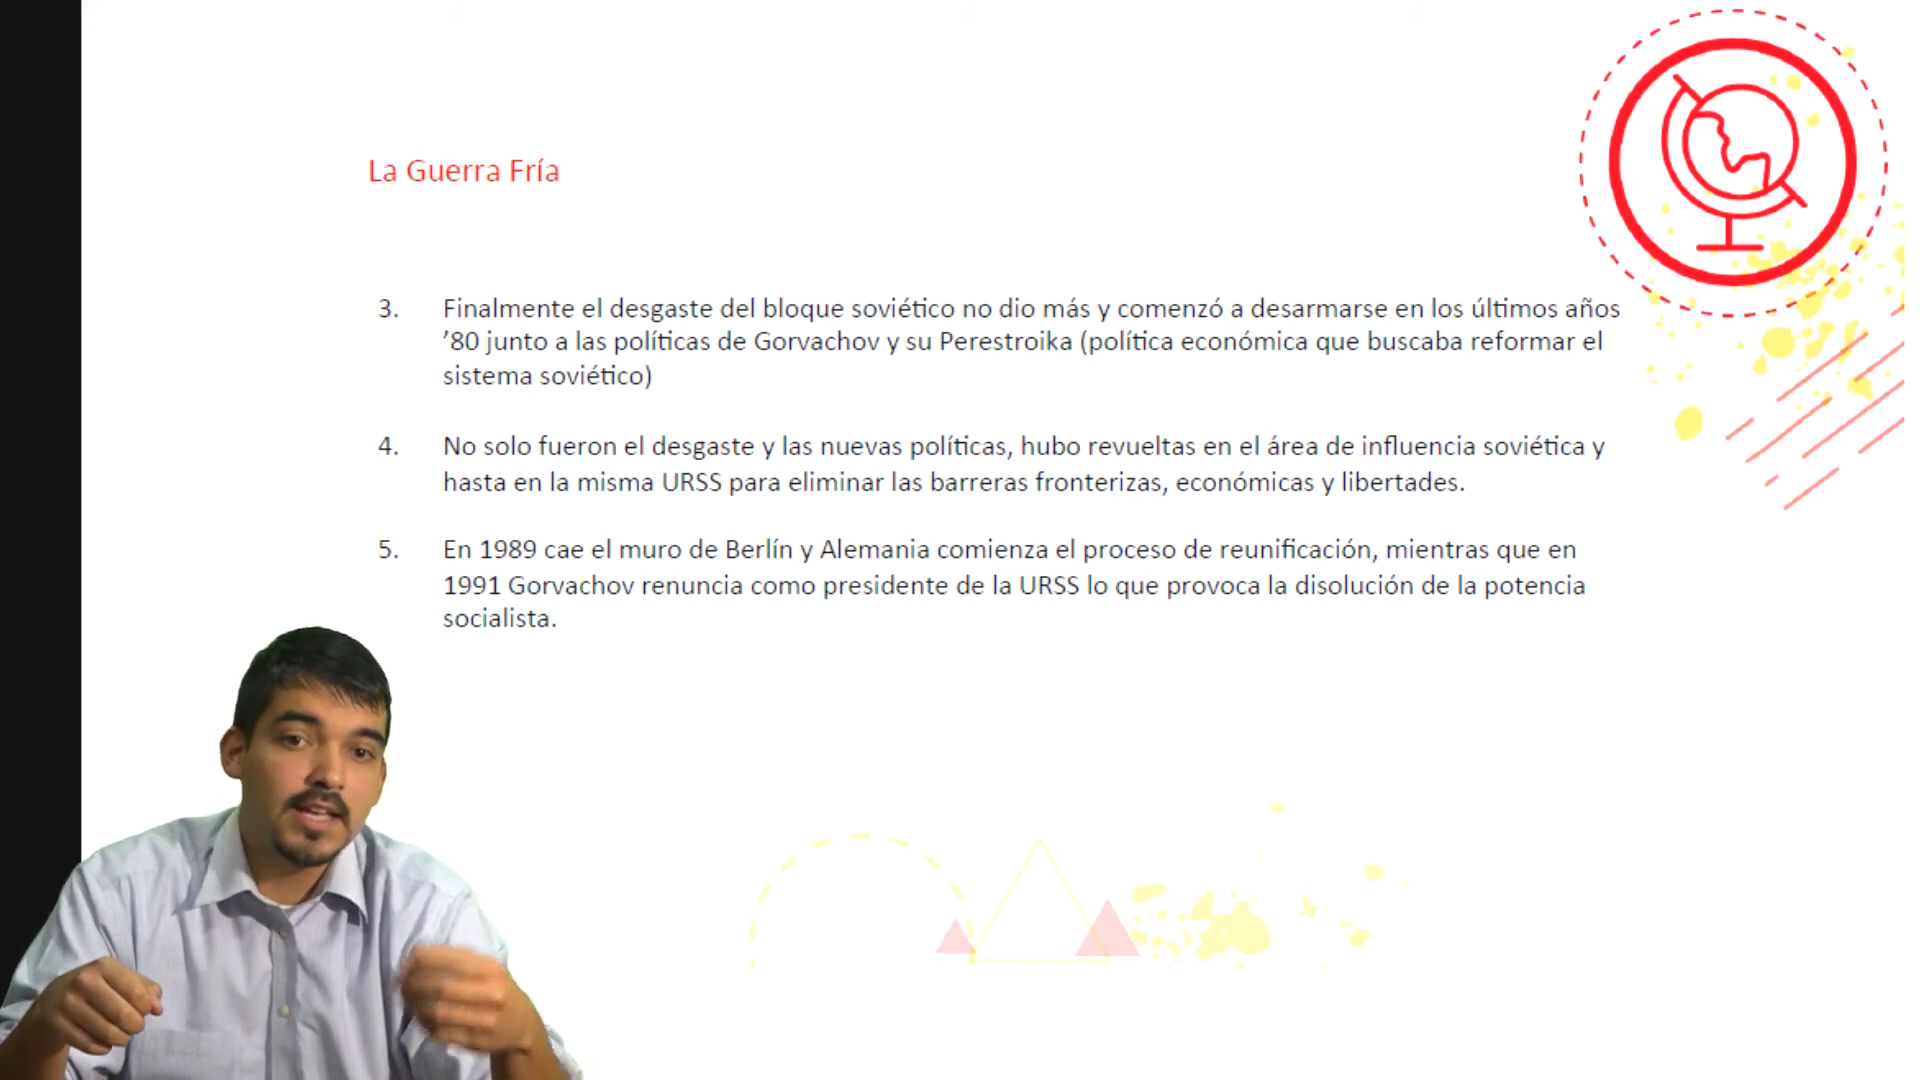 La Guerra Fría
3. Finalmente el desgaste del bloque soviético no dio más y comenzó a desarmarse en los últimos años
’80 junto a las políticas de Gorvachov y su Perestroika (política económica que buscaba reformar el
sistema soviético)
4. No solo fueron el desgaste y las nuevas políticas, hubo revueltas en el área de influencia soviética y
hasta en la misma URSS para eliminar las barreras fronterizas, económicas y libertades.
5. En 1989 cae el muro de Berlín y Alemania comienza el proceso de reunificación, mientras que en
1991 Gorvachov renuncia como presidente de la URSS lo que provoca la disolución de la potencia
socialista.